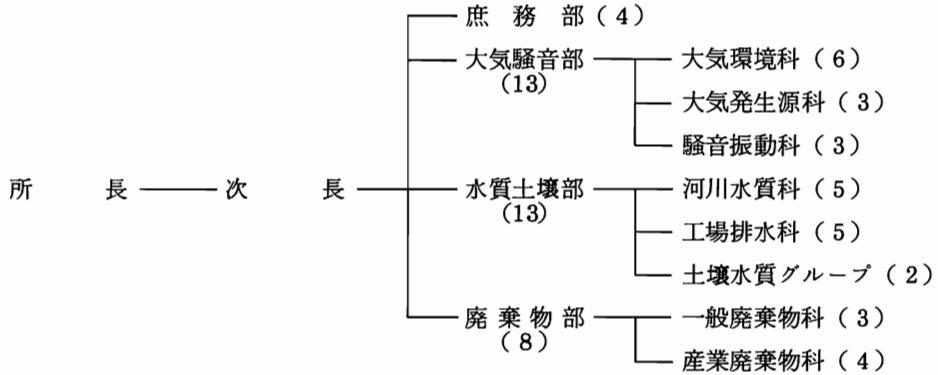 庶務部(4)
大気騒音部 大気環境科(6)
(13)
大気発生源科(3)
騒音振動科(3)
所長 次長 水質土壌部 河川水質科(5)
(13)
工場排水科(5)
土壌水質グループ(2)
廃棄物部 一般廃棄物科(3)
(8)
産業廃棄物科(4)